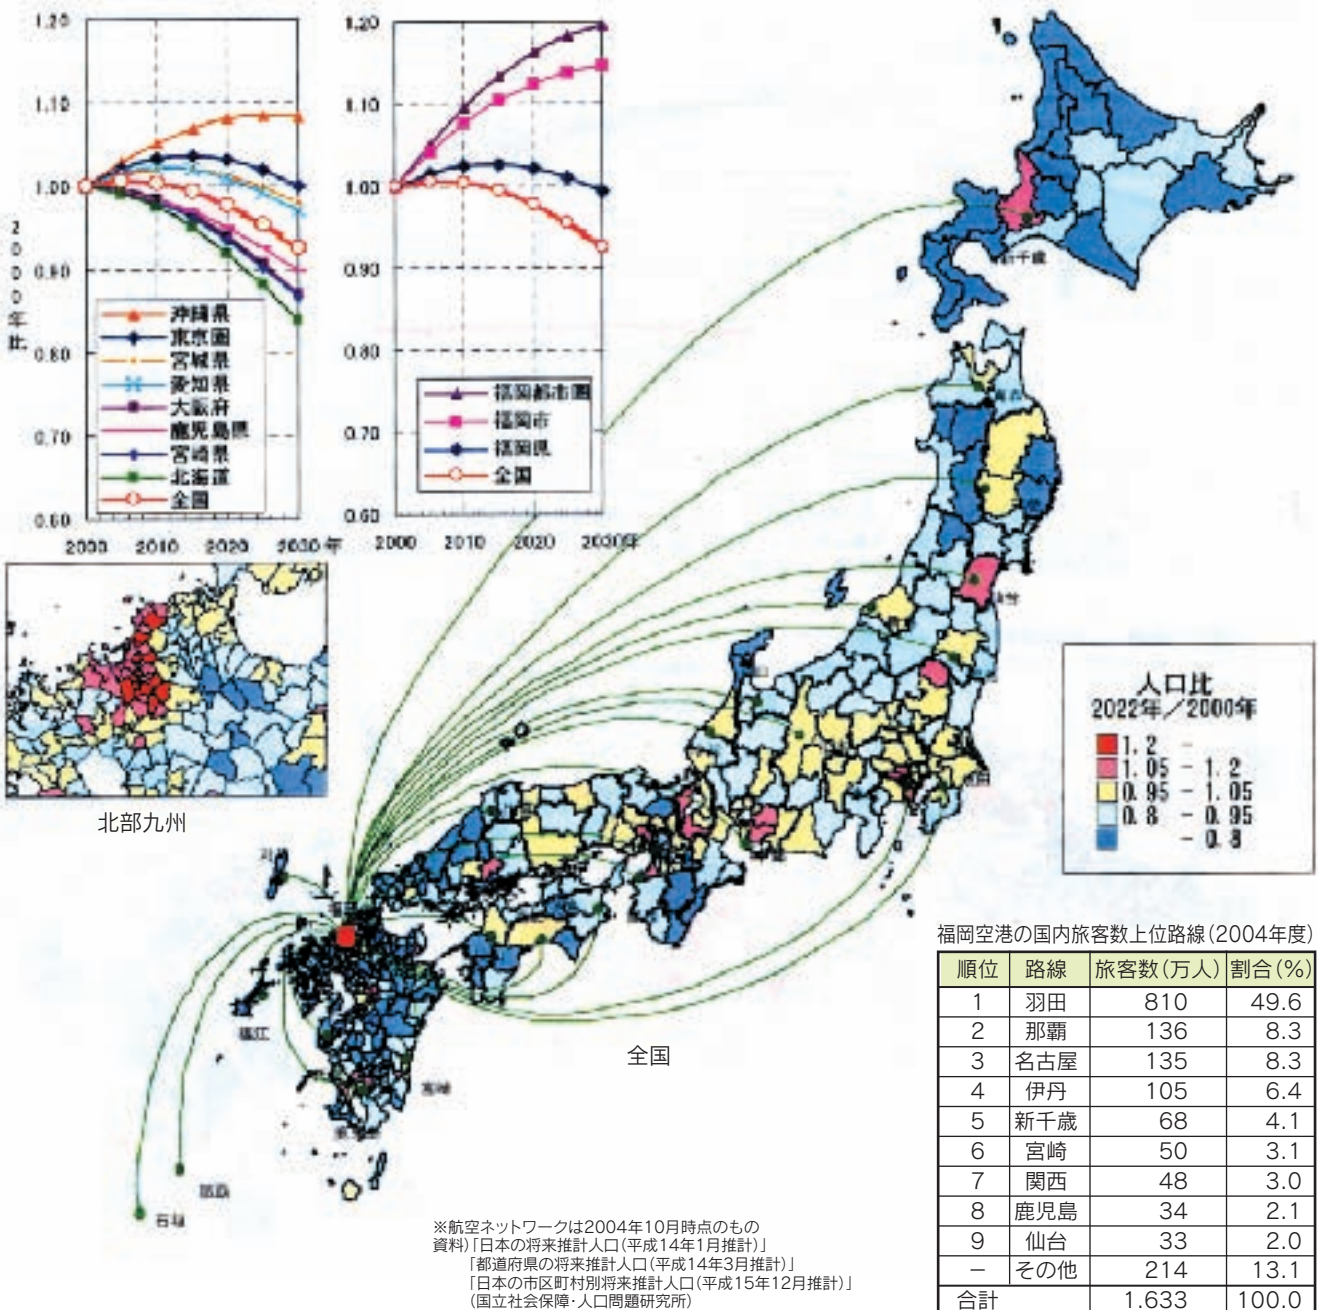 1.20
1.10
1.00
0.90
0.80
0.70
0.60
2000年
沖縄県
東京圏
宮城県
愛知県
大阪府
鹿児島県
宮崎県
北海道
全国
2000 2010 2020 2030年
1.20
1.10
1.00
0.90
0.80
0.70
0.60
福岡都市圏
福岡市
福岡県
全国
2000 2010 2020 2030年
北部九州
新千歳
仙台
福江
宮崎
那覇
石垣
全国
人口比
2022年／2000年
1.2 －
1.05 － 1.2
0.95 － 1.05
0.8 － 0.95
－ 0.8
福岡空港の国内旅客数上位路線(2004年度)
順位 路線 旅客数(万人) 割合(%)
1 羽田 810 49.6
2 那覇 136 8.3
3 名古屋 135 8.3
4 伊丹 105 6.4
5 新千歳 68 4.1
6 宮崎 50 3.1
7 関西 48 3.0
8 鹿児島 34 2.1
9 仙台 33 2.0
－ その他 214 13.1
合計 1,633 100.0
※航空ネットワークは2004年10月時点のもの
資料)「日本の将来推計人口(平成14年1月推計)」
「都道府県の将来推計人口(平成14年3月推計)」
「日本の市区町村別将来推計人口(平成15年12月推計)」
(国立社会保障・人口問題研究所)